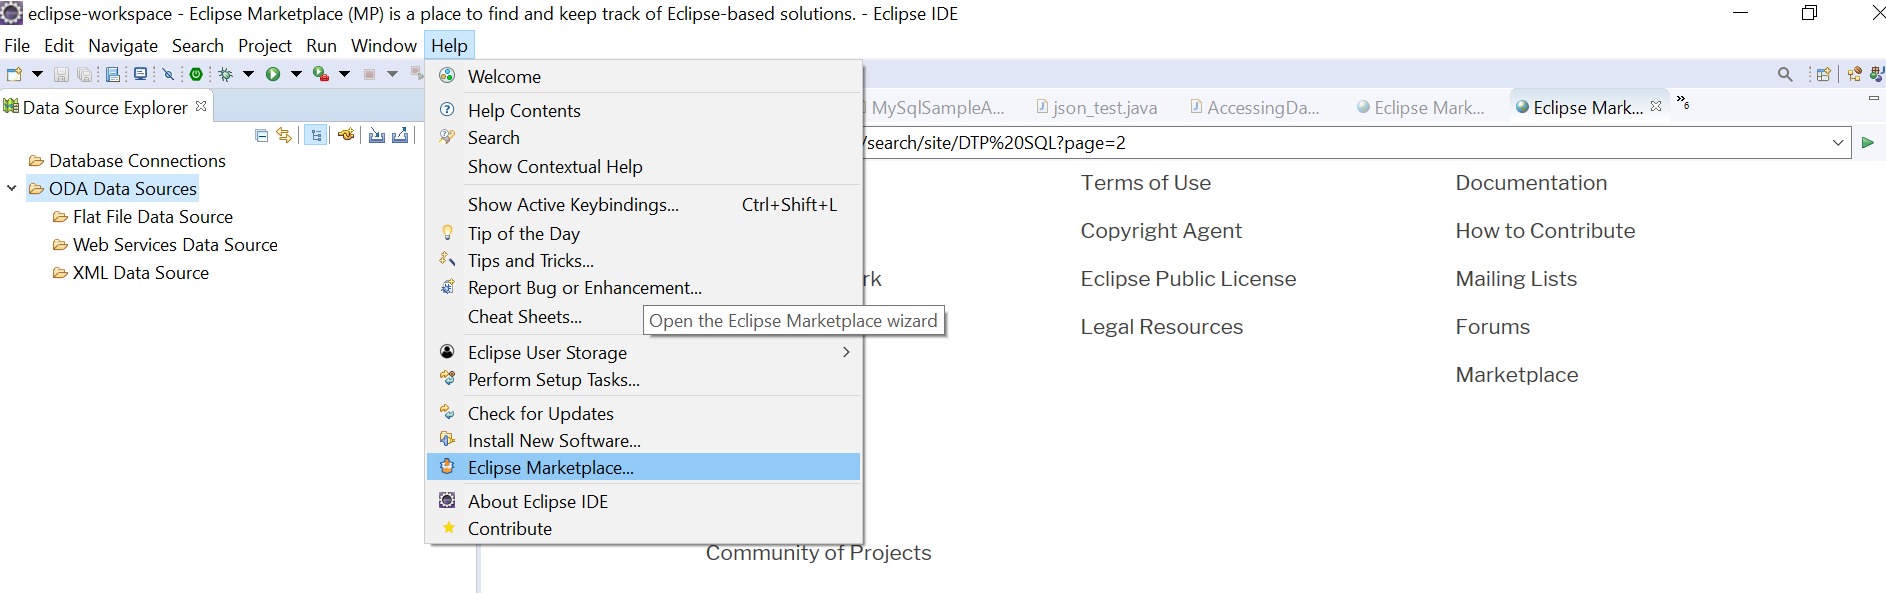 eclipse-workspace - Eclipse Marketplace (MP) is a place to find and keep track of Eclipse-based solutions. - Eclipse IDE
File Edit Navigate Search Project Run Window Help
Data Source Explorer
Database Connections
ODA Data Sources
Flat File Data Source
Web Services Data Source
XML Data Source
Welcome
Help Contents
Search
Show Contextual Help
Show Active Keybindings... Ctrl+Shift+L
Tip of the Day
Tips and Tricks...
Report Bug or Enhancement...
Cheat Sheets...
Open the Eclipse Marketplace wizard
Eclipse User Storage
Perform Setup Tasks...
Check for Updates
Install New Software...
Eclipse Marketplace...
About Eclipse IDE
Contribute
MySqlSampleA... json_test.java AccessingDa... Eclipse Mark... Eclipse Mark... »6
/search/site/DTP%20SQL?page=2
rk
Community of Projects
Terms of Use
Copyright Agent
Eclipse Public License
Legal Resources
Documentation
How to Contribute
Mailing Lists
Forums
Marketplace